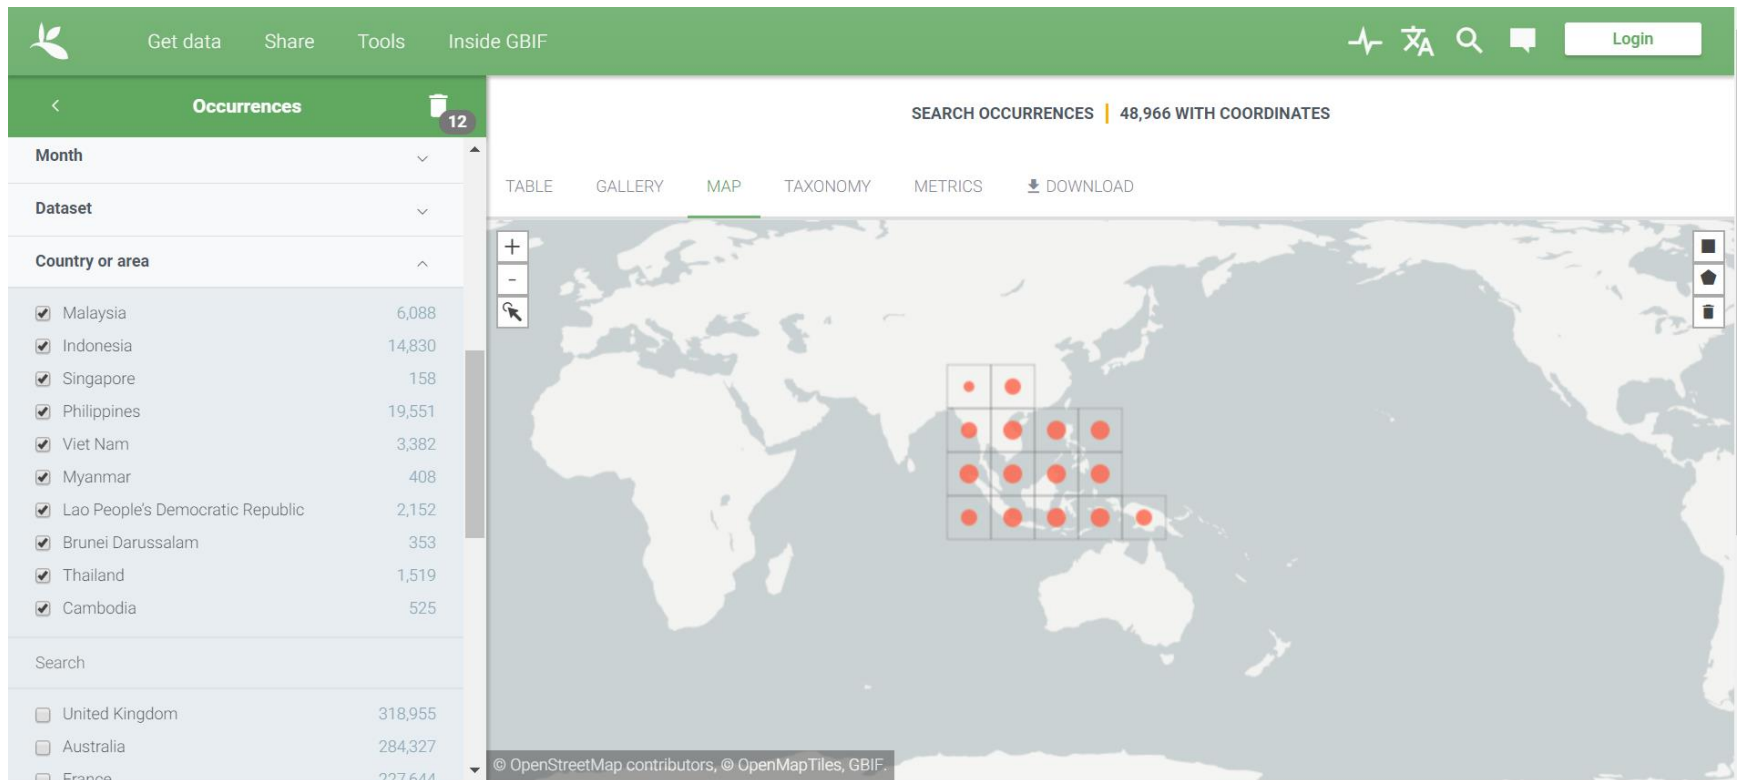 Get data Share Tools Inside GBIF Login
Occurrences 12
SEARCH OCCURRENCES | 48,966 WITH COORDINATES
TABLE GALLERY MAP TAXONOMY METRICS DOWNLOAD
Month
Dataset
Country or area
Malaysia 6,088
Indonesia 14,830
Singapore 158
Philippines 19,551
Viet Nam 3,382
Myanmar 408
Lao People's Democratic Republic 2,152
Brunei Darussalam 353
Thailand 1,519
Cambodia 525
Search
United Kingdom 318,955
Australia 284,327
France 227,644
+
-
© OpenStreetMap contributors, © OpenMapTiles, GBIF.